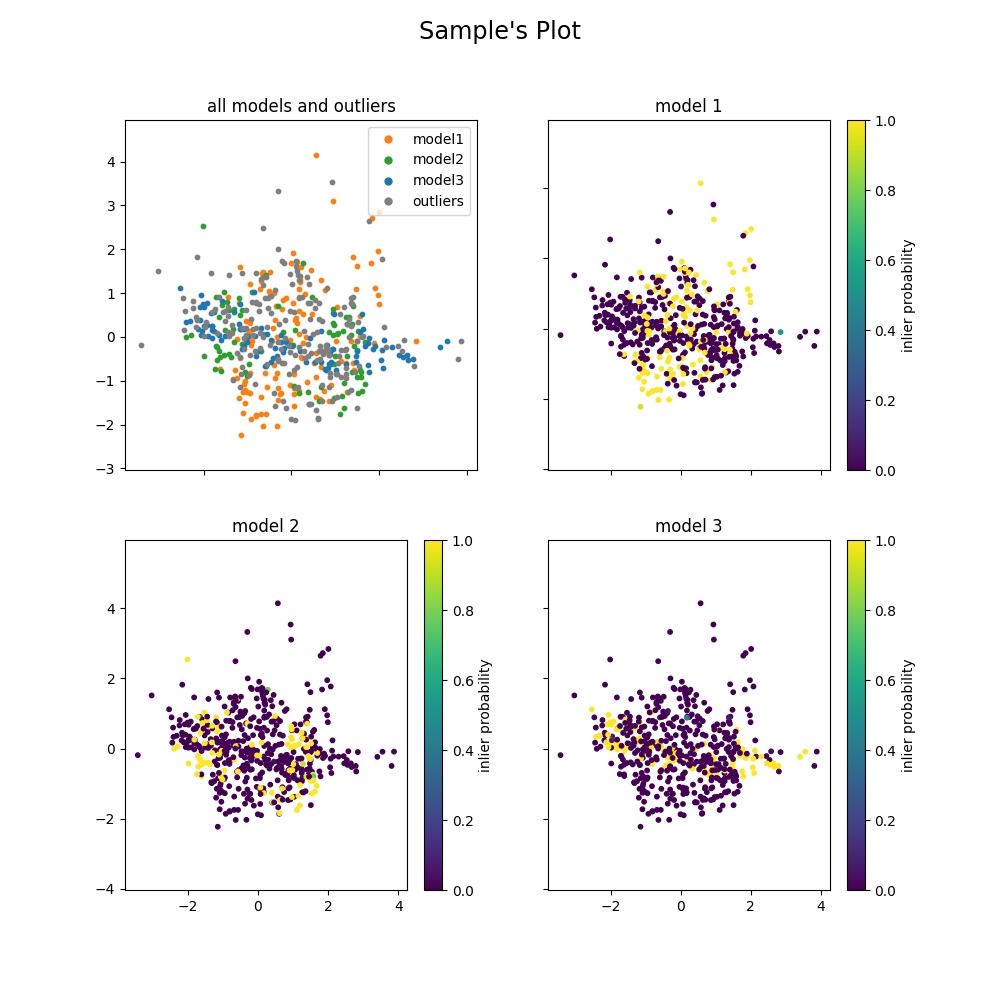 Sample's Plot
all models and outliers
4
3
2
1
0
−1
−2
−3
model1
model2
model3
outliers
model 1
1.0
0.8
0.6
0.4
0.2
0.0
inlier probability
model 2
4
2
0
−2
−4
−2 0 2 4
1.0
0.8
0.6
0.4
0.2
0.0
inlier probability
model 3
−2 0 2 4
1.0
0.8
0.6
0.4
0.2
0.0
inlier probability